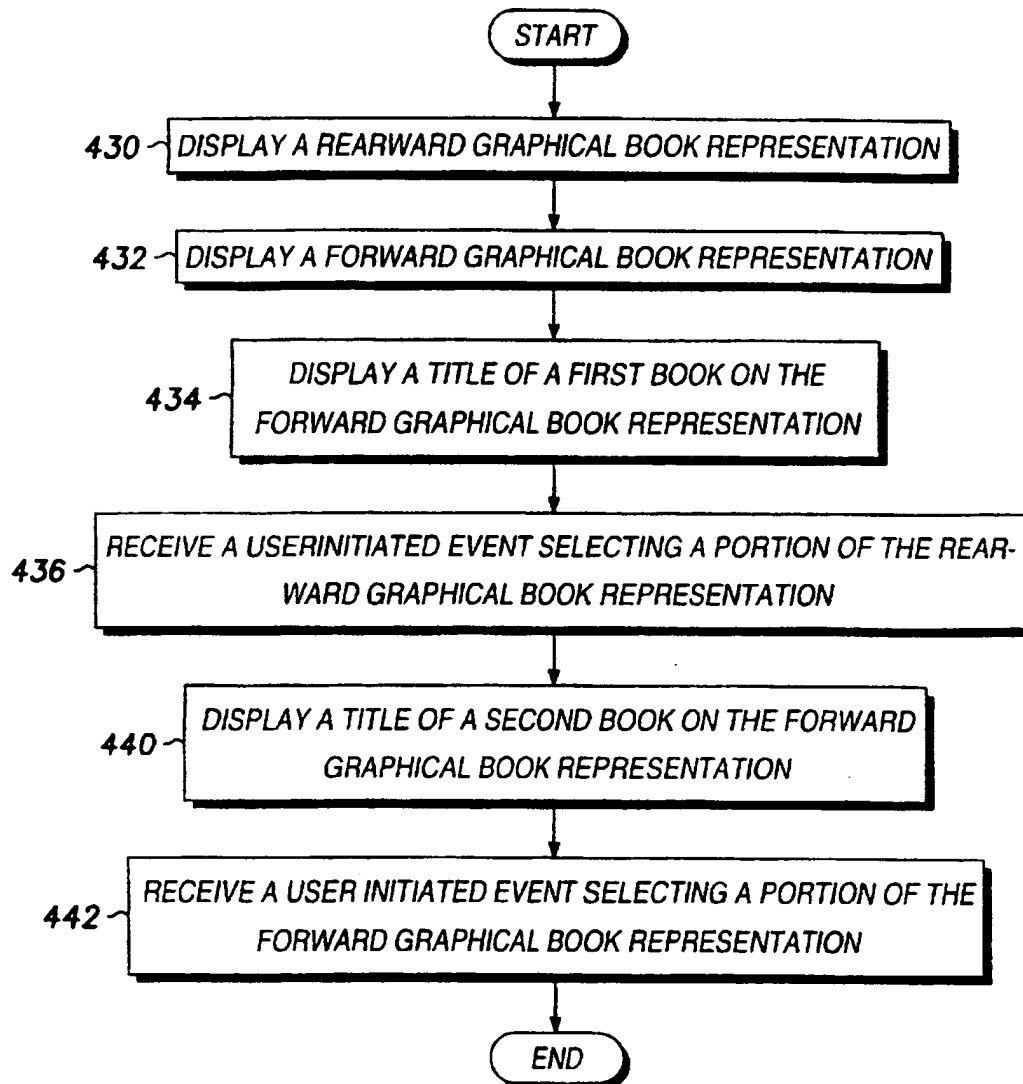 START
430 DISPLAY A REARWARD GRAPHICAL BOOK REPRESENTATION
432 DISPLAY A FORWARD GRAPHICAL BOOK REPRESENTATION
DISPLAY A TITLE OF A FIRST BOOK ON THE
434 FORWARD GRAPHICAL BOOK REPRESENTATION
RECEIVE A USERINITIATED EVENT SELECTING A PORTION OF THE REAR-
436 WARD GRAPHICAL BOOK REPRESENTATION
DISPLAY A TITLE OF A SECOND BOOK ON THE FORWARD
440 GRAPHICAL BOOK REPRESENTATION
RECEIVE A USER INITIATED EVENT SELECTING A PORTION OF THE
442 FORWARD GRAPHICAL BOOK REPRESENTATION
END